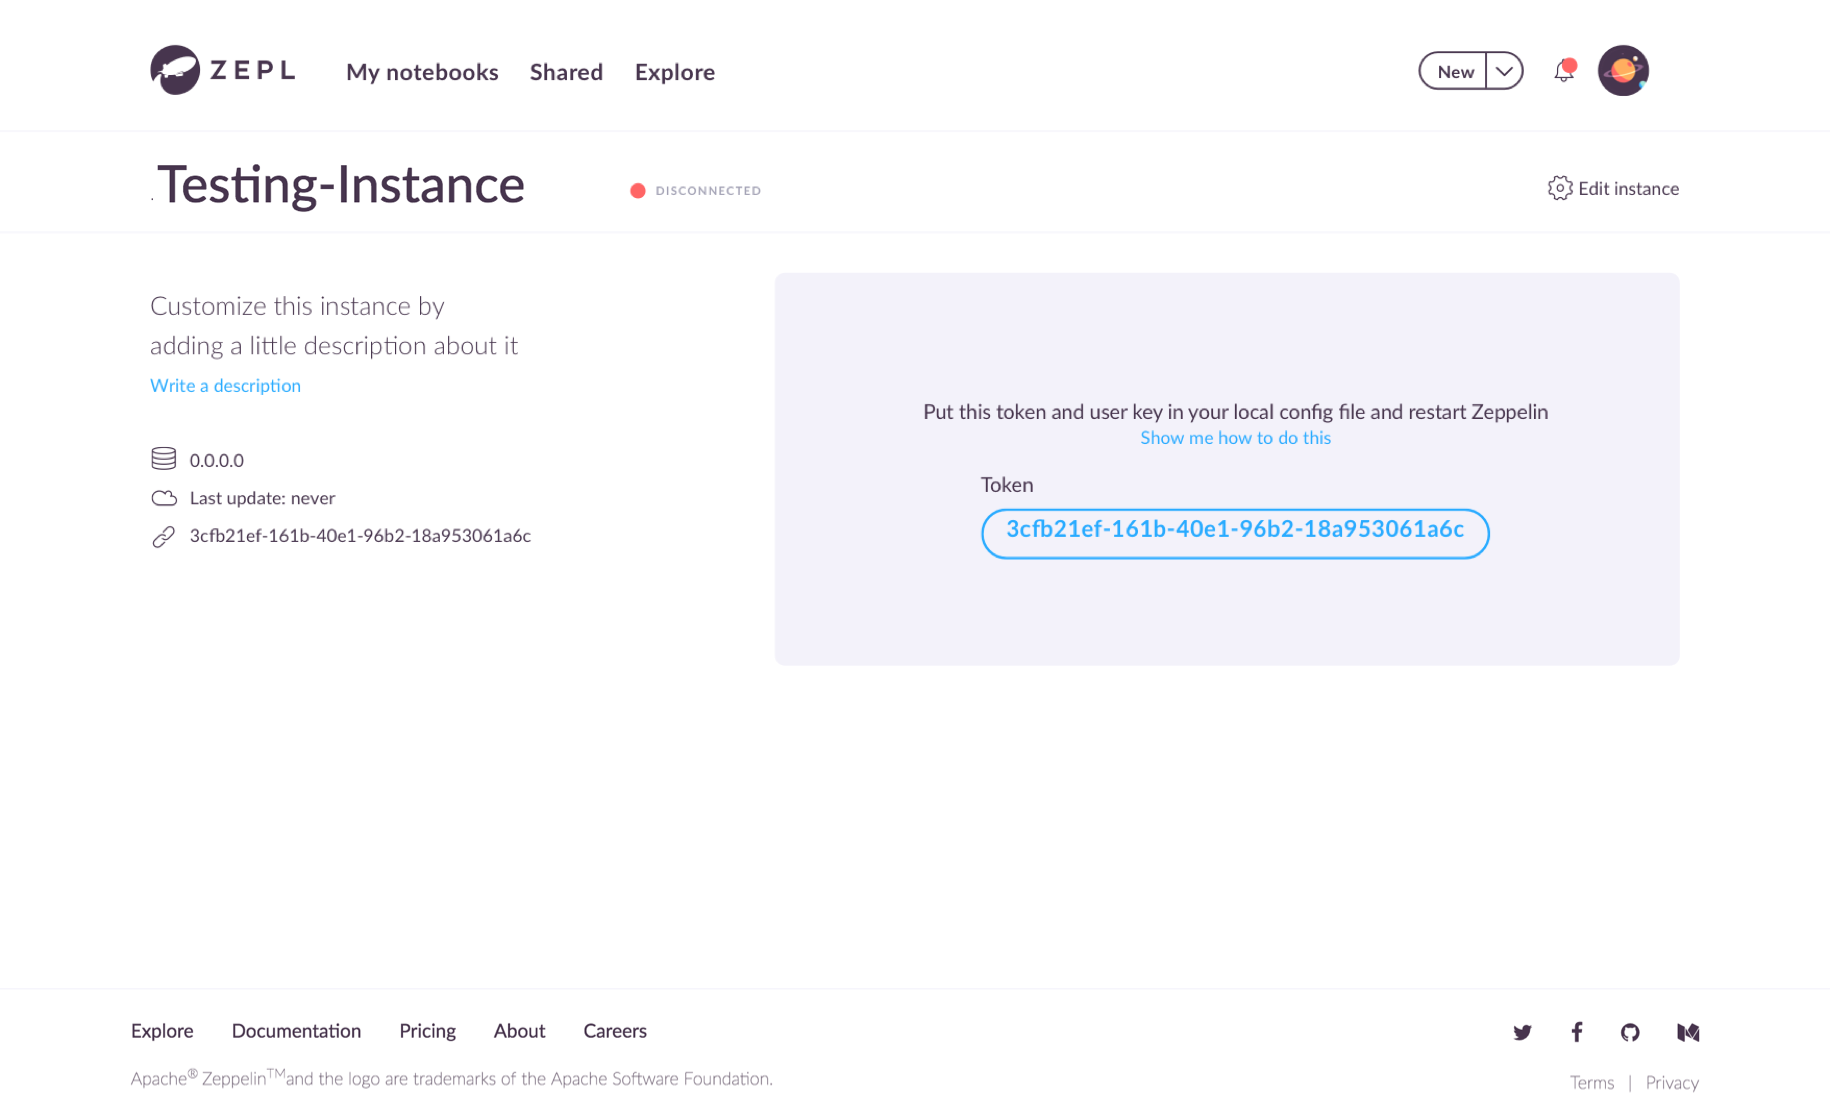 ZEPL My notebooks Shared Explore New
.Testing-Instance DISCONNECTED Edit instance
Customize this instance by
adding a little description about it
Write a description
0.0.0.0
Last update: never
3cfb21ef-161b-40e1-96b2-18a953061a6c
Put this token and user key in your local config file and restart Zeppelin
Show me how to do this
Token
3cfb21ef-161b-40e1-96b2-18a953061a6c
Explore Documentation Pricing About Careers
Apache® Zeppelin™and the logo are trademarks of the Apache Software Foundation.
Terms | Privacy